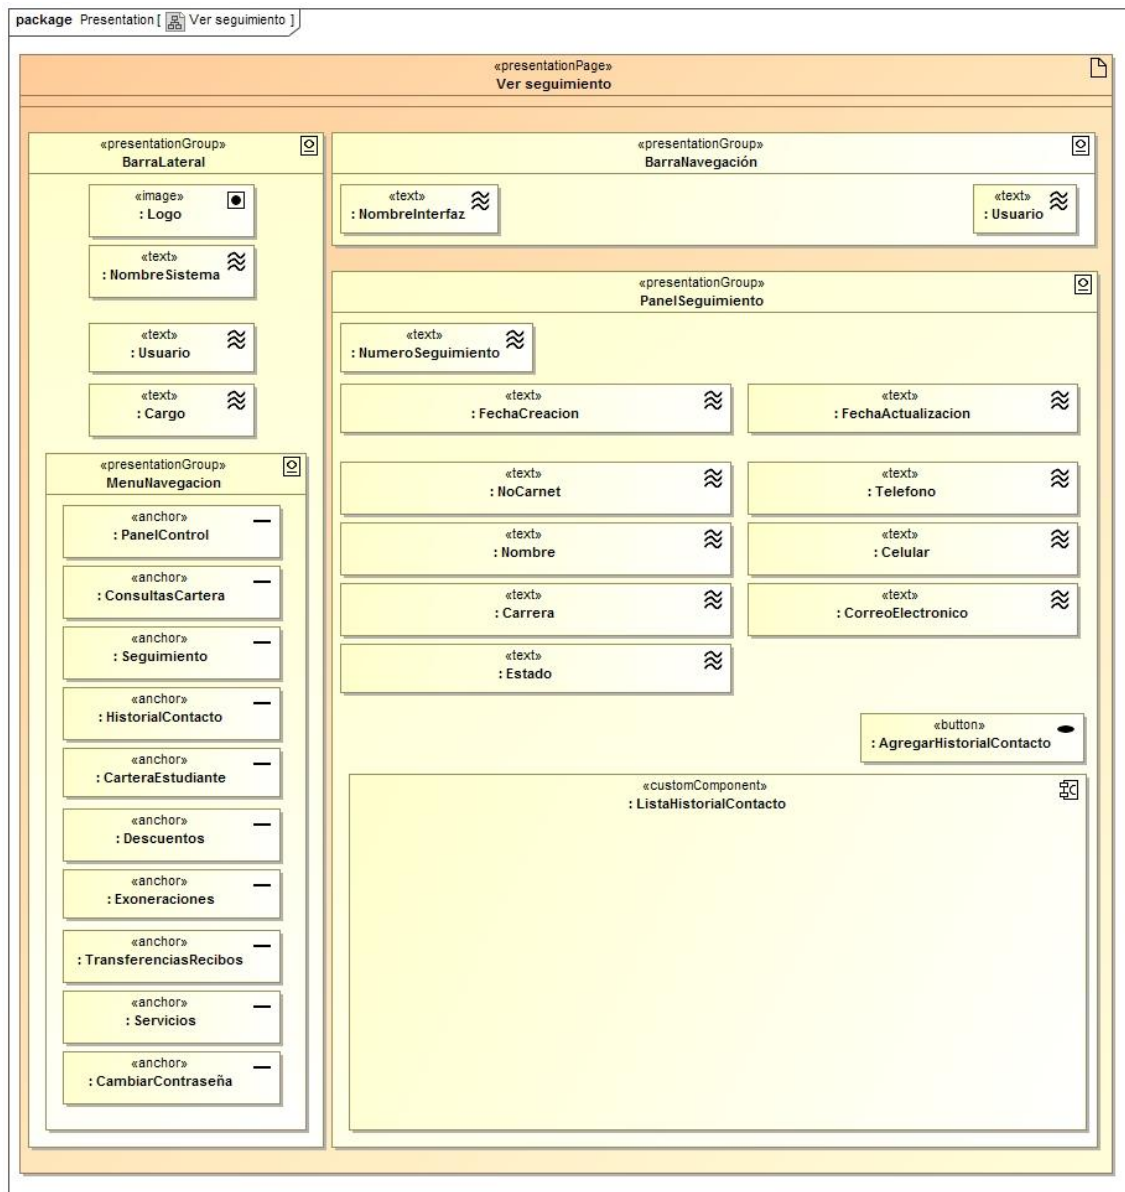 package Presentation [ Ver seguimiento ]
«presentationPage»
Ver seguimiento
«presentationGroup»
BarraLateral
«image»
: Logo
«text»
: NombreSistema
«text»
: Usuario
«text»
: Cargo
«presentationGroup»
MenuNavegacion
«anchor»
: PanelControl
«anchor»
: ConsultasCartera
«anchor»
: Seguimiento
«anchor»
: HistorialContacto
«anchor»
: CarteraEstudiante
«anchor»
: Descuentos
«anchor»
: Exoneraciones
«anchor»
: TransferenciasRecibos
«anchor»
: Servicios
«anchor»
: CambiarContraseña
«presentationGroup»
BarraNavegación
«text»
: NombreInterfaz
«text»
: Usuario
«presentationGroup»
PanelSeguimiento
«text»
: NumeroSeguimiento
«text»
: FechaCreacion
«text»
: FechaActualizacion
«text»
: NoCarnet
«text»
: Telefono
«text»
: Nombre
«text»
: Celular
«text»
: Carrera
«text»
: CorreoElectronico
«text»
: Estado
«button»
: AgregarHistorialContacto
«customComponent»
: ListaHistorialContacto